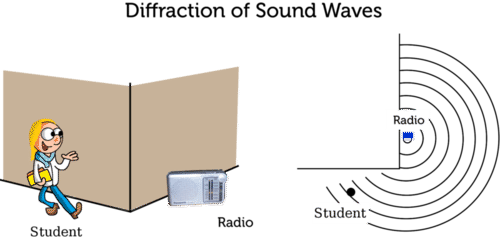 Diffraction of Sound Waves
Radio
Student
Student
Radio